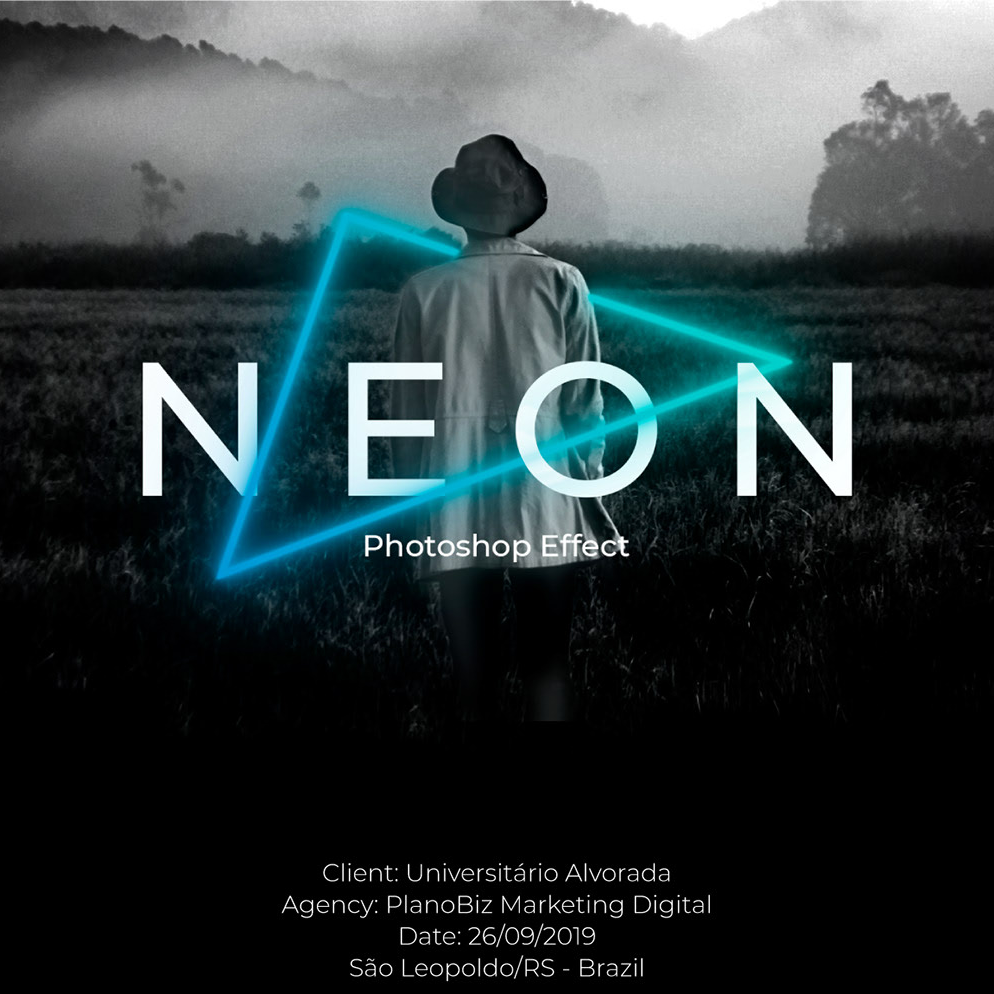 NEON
Photoshop Effect
Client: Universitário Alvorada
Agency: PlanoBiz Marketing Digital
Date: 26/09/2019
São Leopoldo/RS - Brazil